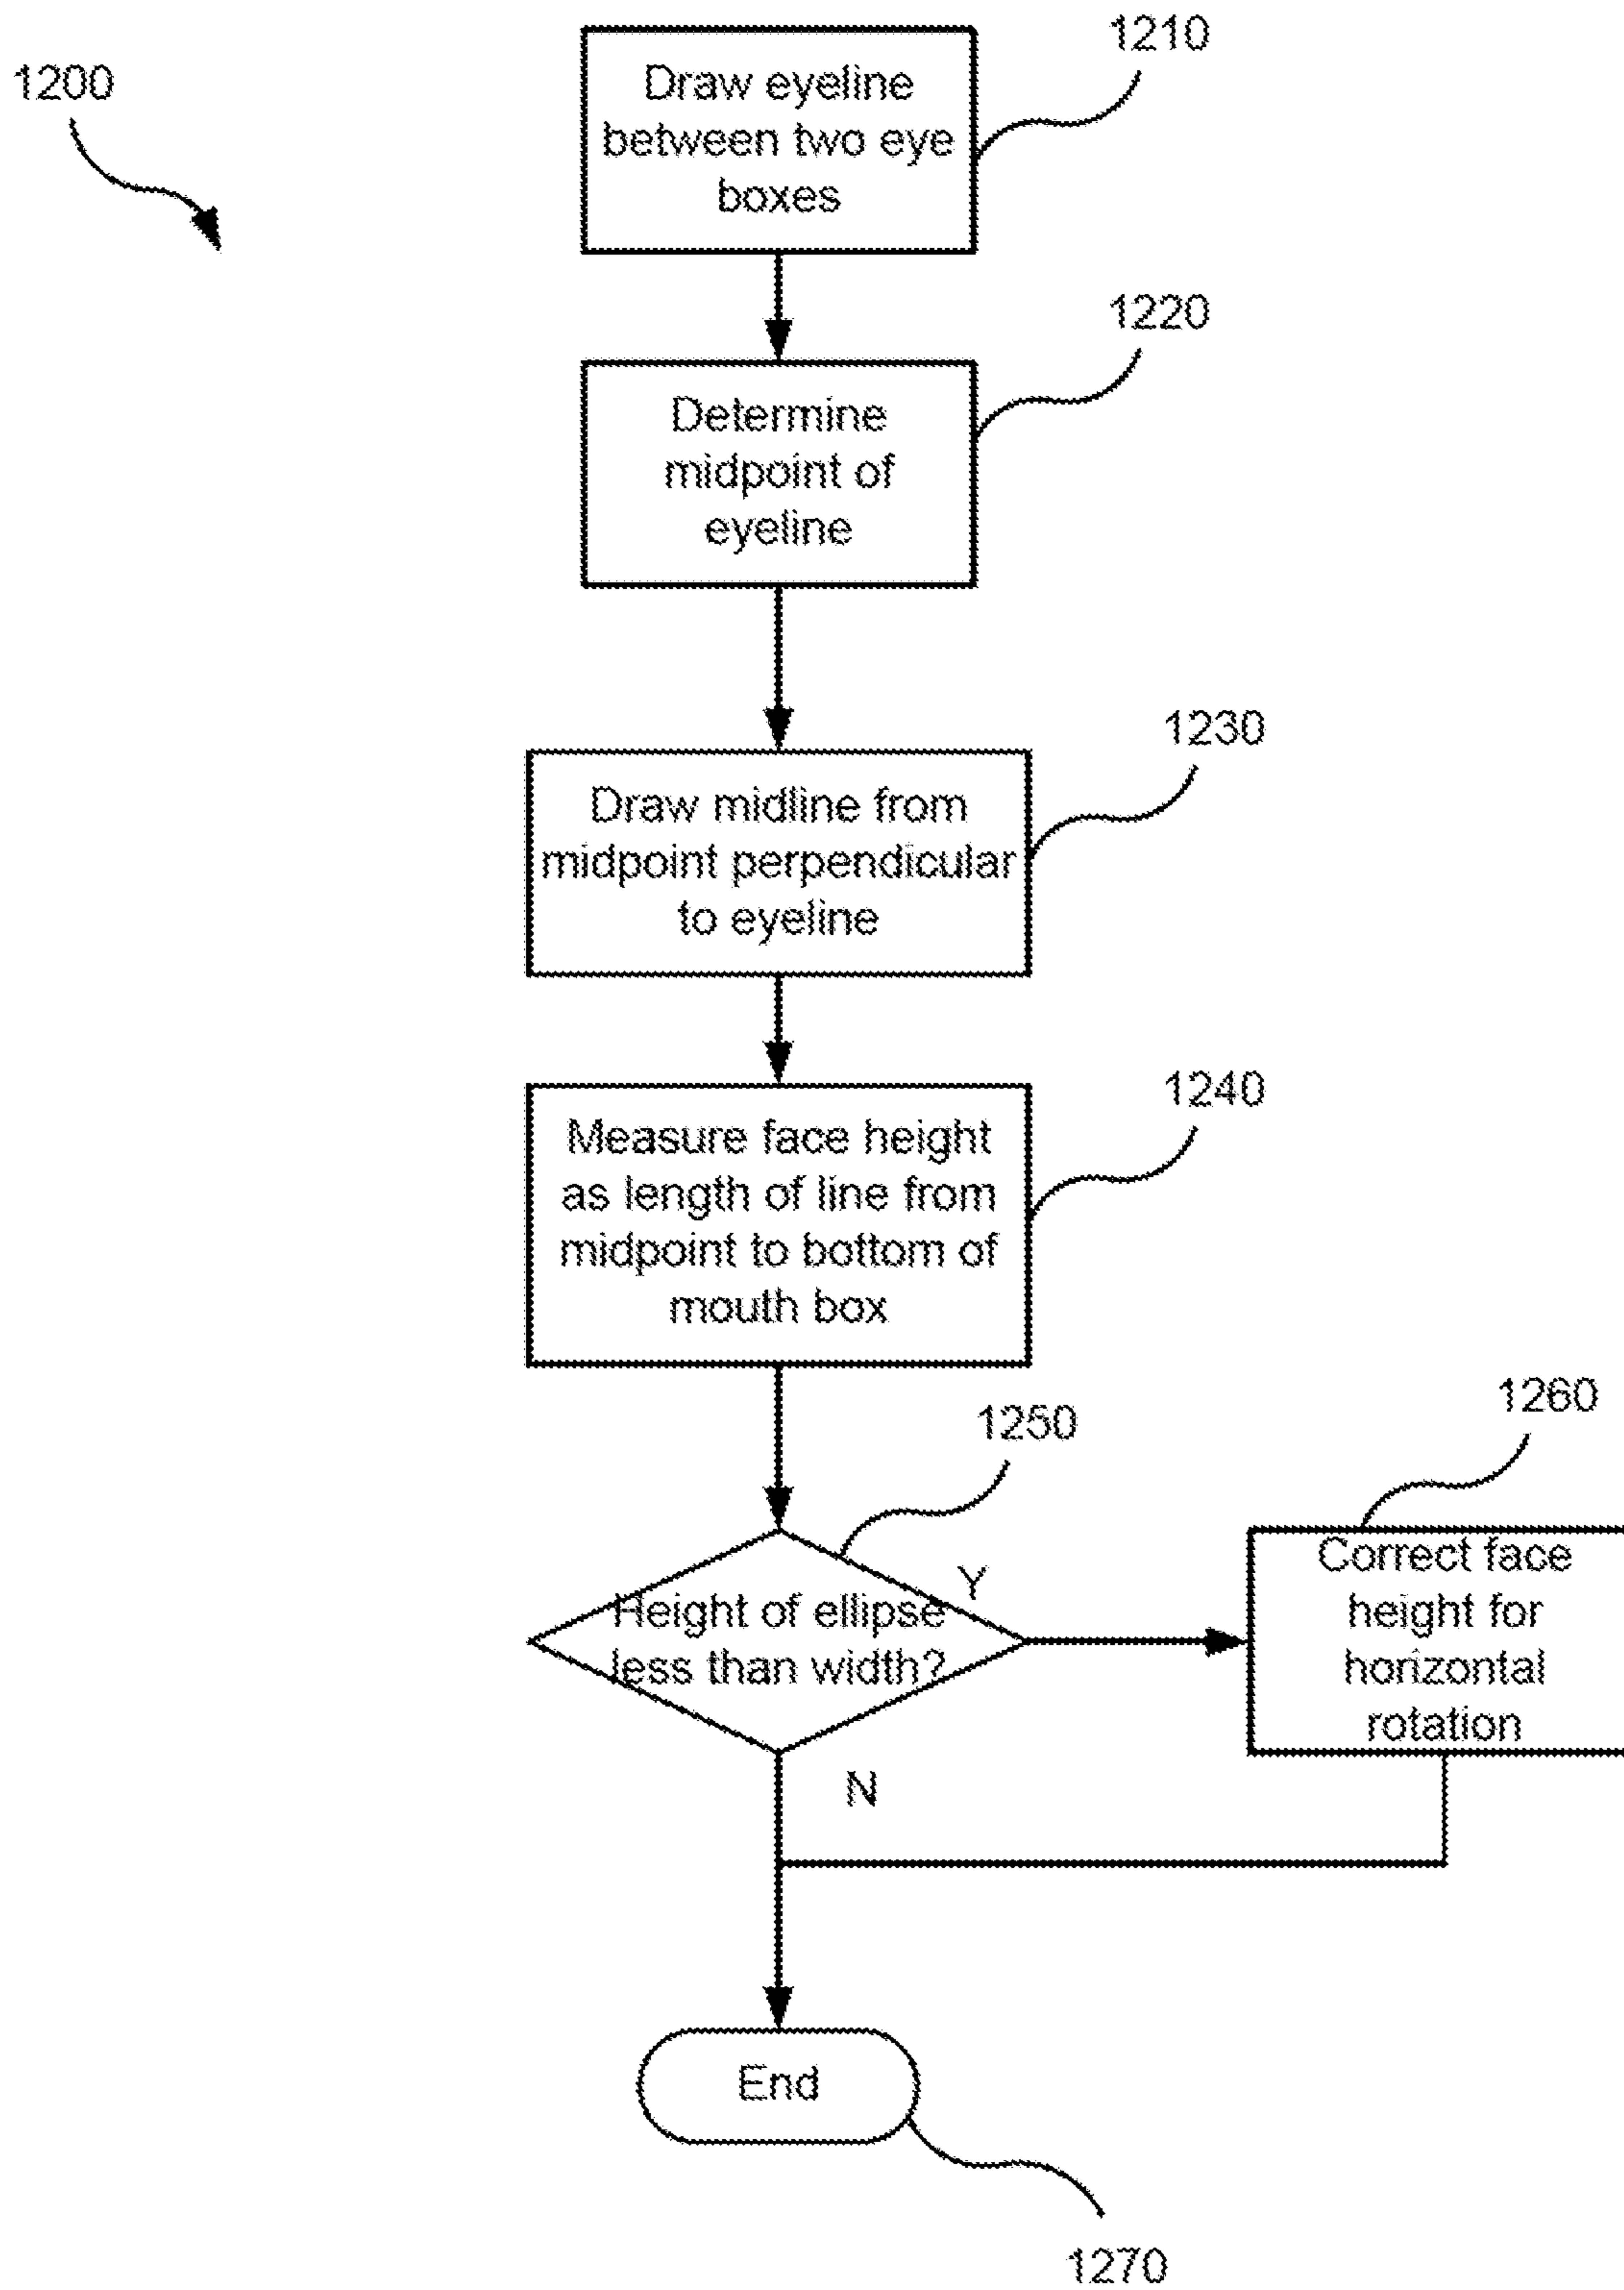 1200
1210
Draw eyeline
between two eye
boxes
1220
Determine
midpoint of
eyeline
1230
Draw midline from
midpoint perpendicular
to eyeline
1240
Measure face height
as length of line from
midpoint to bottom of
mouth box
1250
Height of ellipse
less than width?
Y
N
1260
Correct face
height for
horizontal
rotation
End
1270